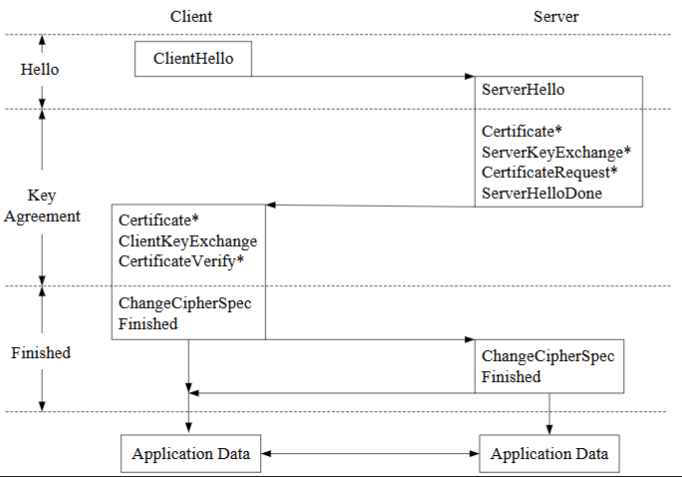 Client
Server
ClientHello
Hello
ServerHello
Certificate*
ServerKeyExchange*
CertificateRequest*
ServerHelloDone
Key
Agreement
Certificate*
ClientKeyExchange
CertificateVerify*
ChangeCipherSpec
Finished
Finished
ChangeCipherSpec
Finished
Application Data
Application Data